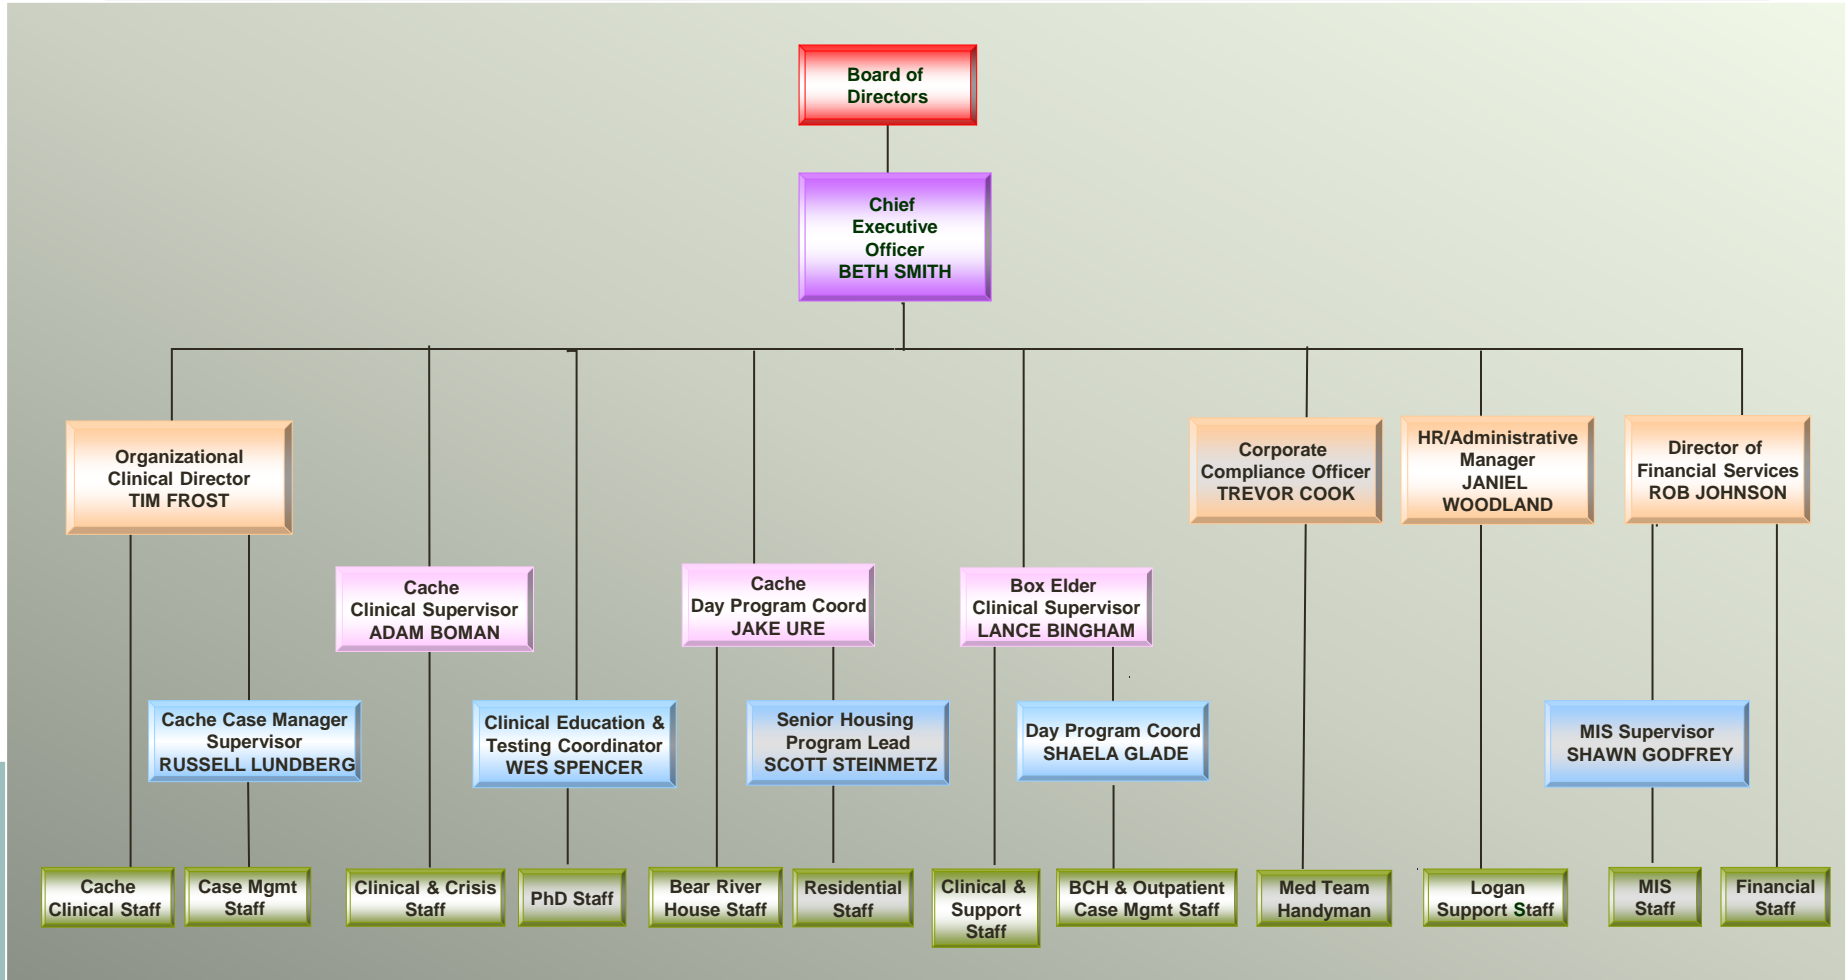 Board of
Directors
Chief
Executive
Officer
BETH SMITH
Organizational
Clinical Director
TIM FROST
Corporate
Compliance Officer
TREVOR COOK
HR/Administrative
Manager
JANIEL
WOODLAND
Director of
Financial Services
ROB JOHNSON
Cache
Clinical Supervisor
ADAM BOMAN
Cache
Day Program Coord
JAKE URE
Box Elder
Clinical Supervisor
LANCE BINGHAM
Cache Case Manager
Supervisor
RUSSELL LUNDBERG
Clinical Education &
Testing Coordinator
WES SPENCER
Senior Housing
Program Lead
SCOTT STEINMETZ
Day Program Coord
SHAELA GLADE
MIS Supervisor
SHAWN GODFREY
Cache
Clinical Staff
Case Mgmt
Staff
Clinical & Crisis
Staff
PhD Staff
Bear River
House Staff
Residential
Staff
Clinical &
Support
Staff
BCH & Outpatient
Case Mgmt Staff
Med Team
Handyman
Logan
Support Staff
MIS
Staff
Financial
Staff